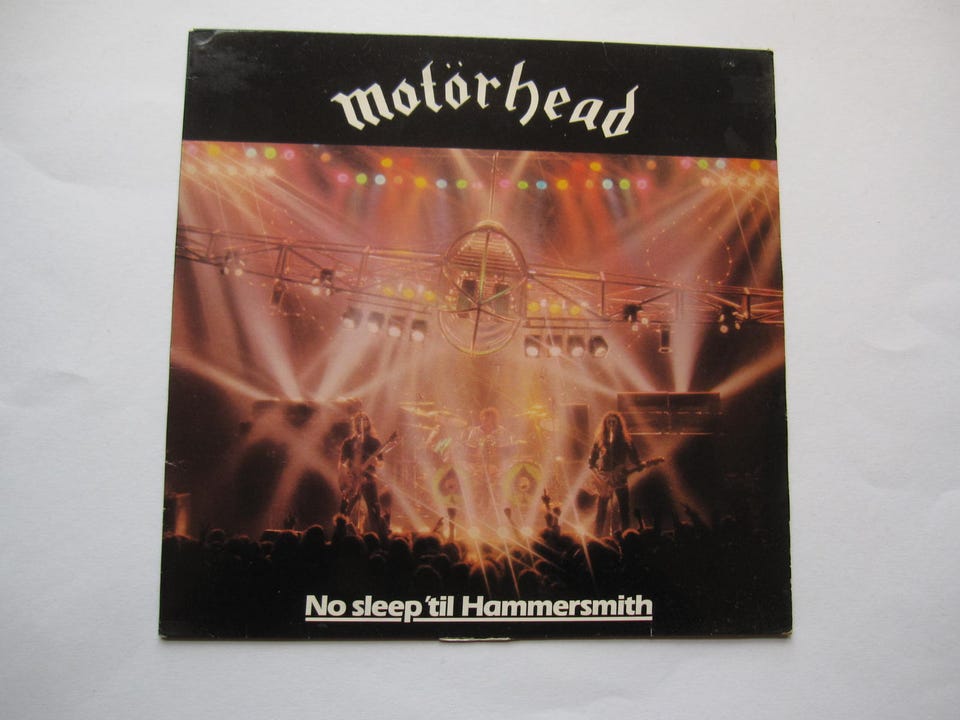 motörhead
No sleep 'til Hammersmith